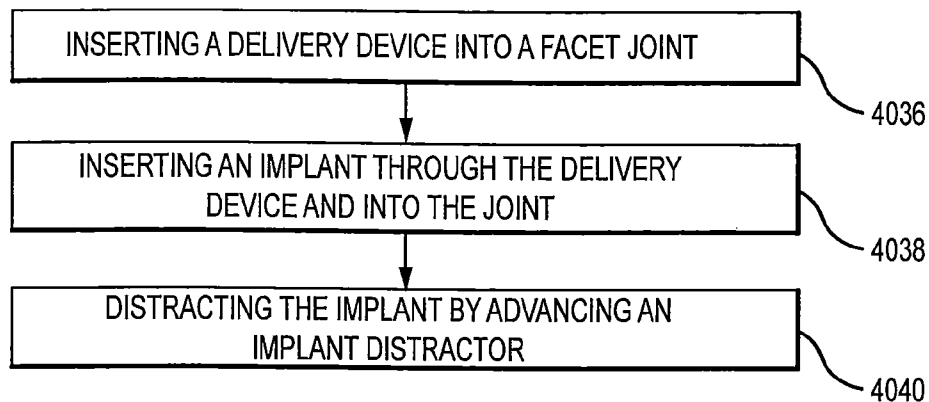 INSERTING A DELIVERY DEVICE INTO A FACET JOINT
4036
INSERTING AN IMPLANT THROUGH THE DELIVERY
DEVICE AND INTO THE JOINT
4038
DISTRACTING THE IMPLANT BY ADVANCING AN
IMPLANT DISTRACTOR
4040